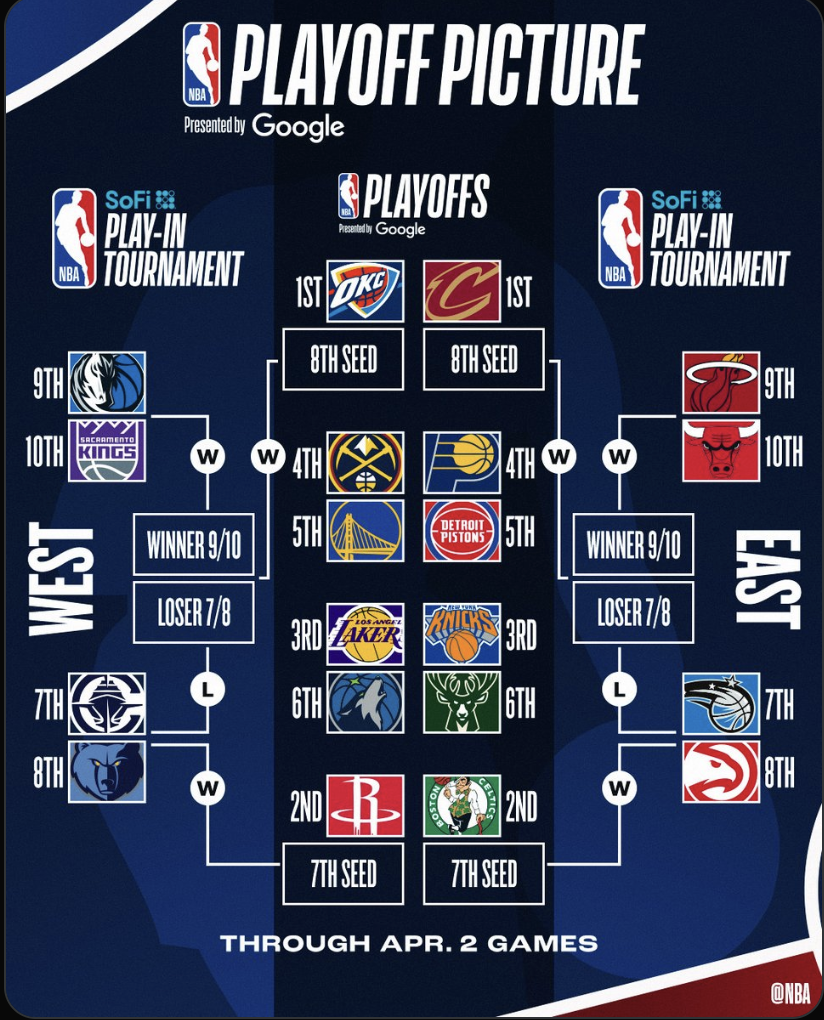 PLAYOFF PICTURE
NBA
Presented by Google
SoFi
PLAY-IN
TOURNAMENT
NBA
PLAYOFFS
NBA
Presented by Google
SoFi
PLAY-IN
TOURNAMENT
NBA
1ST
OKC
1ST
8TH SEED
8TH SEED
9TH
9TH
10TH
SACRAMENTO
KINGS
10TH
W
W
4TH
4TH
W
W
5TH
DETROIT
PISTONS
5TH
WEST
WINNER 9/10
WINNER 9/10
EAST
LOSER 7/8
LOSER 7/8
3RD
LOS ANGEL
LAKER
NEW YORK
KNICKS
3RD
7TH
L
6TH
6TH
L
7TH
8TH
8TH
W
2ND
R
BOSTON CELTICS
2ND
W
7TH SEED
7TH SEED
THROUGH APR. 2 GAMES
@NBA